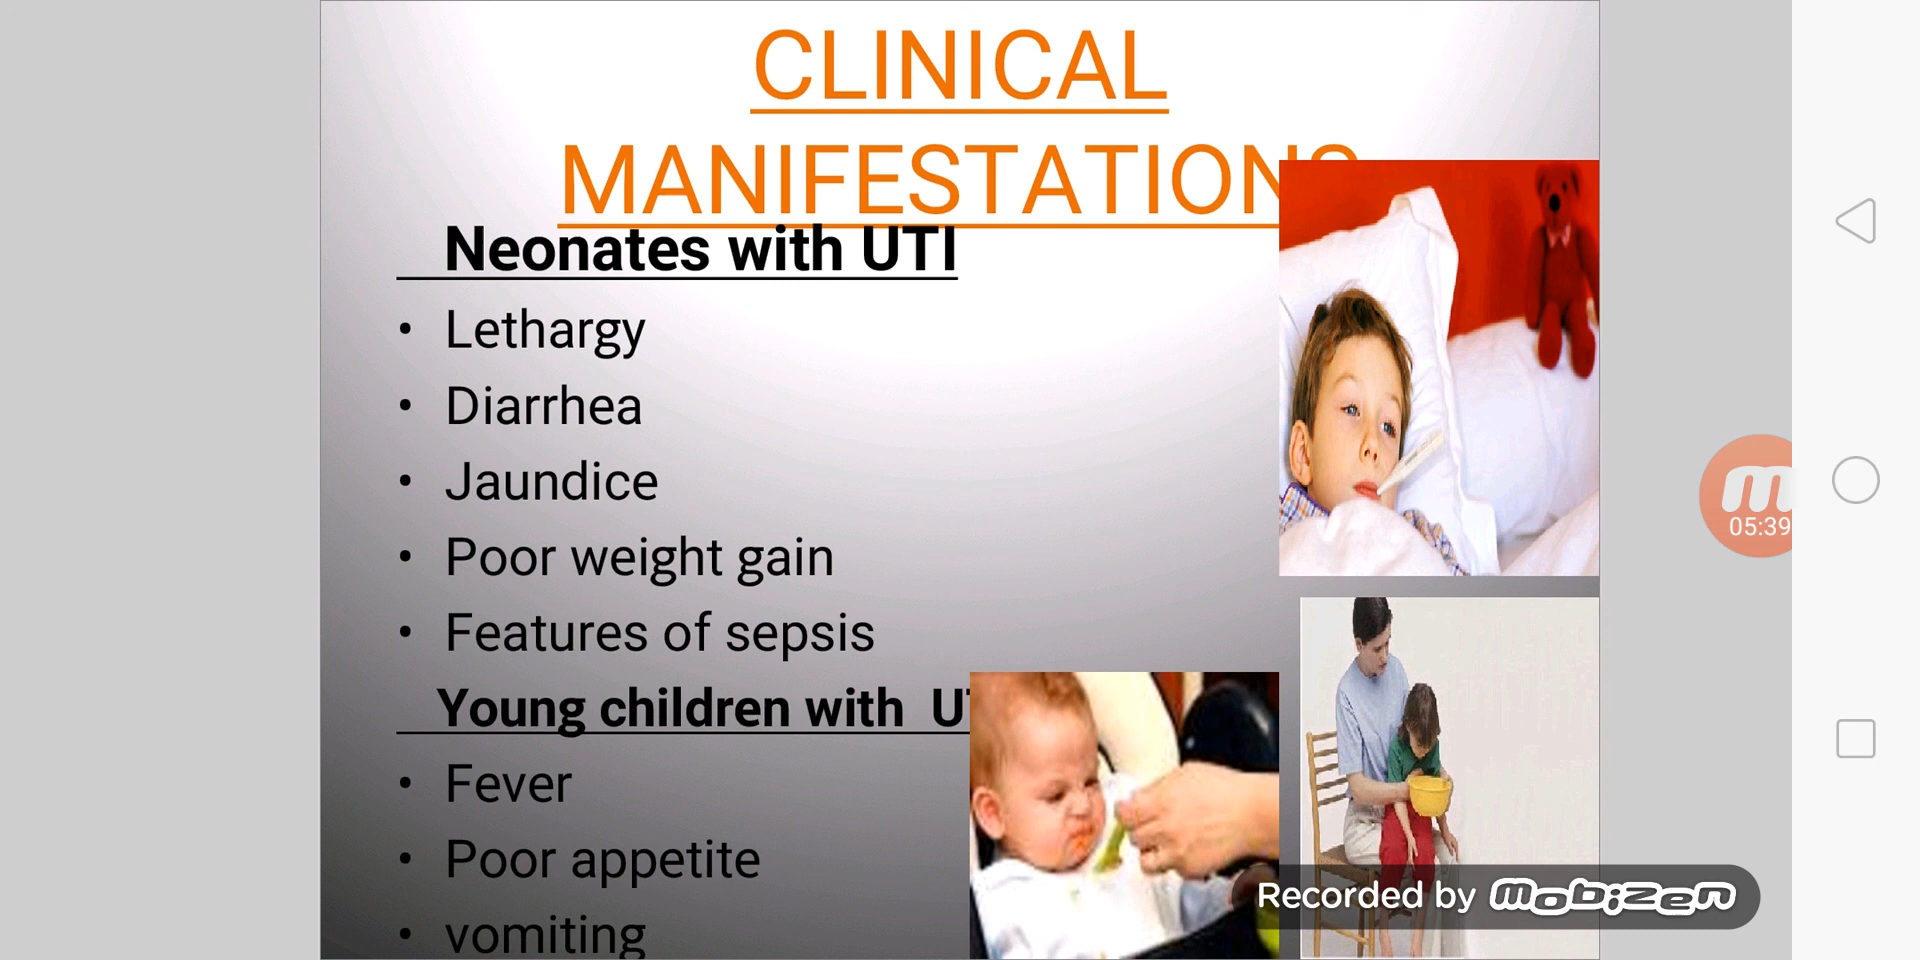 CLINICAL
MANIFESTATIONS
Neonates with UTI
• Lethargy
• Diarrhea
• Jaundice
• Poor weight gain
• Features of sepsis
Young children with
• Fever
• Poor appetite
• vomiting
05:39
Recorded by mobizen